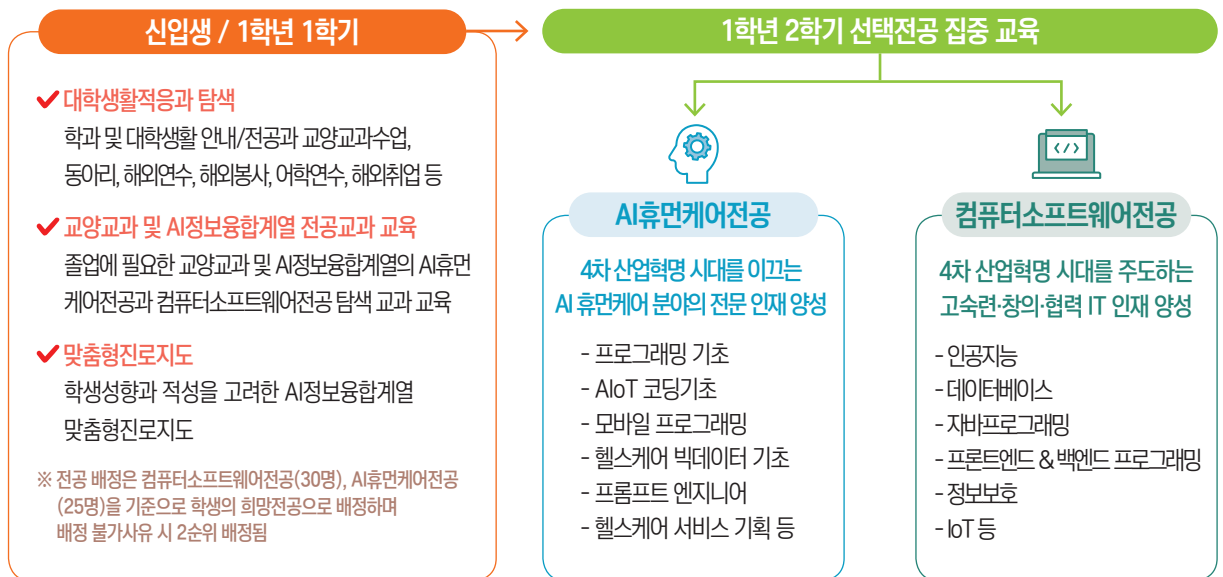 신입생 / 1학년 1학기
대학생활적응과 탐색
학과 및 대학생활 안내/전공과 교양교과수업,
동아리, 해외연수, 해외봉사, 어학연수, 해외취업 등
교양교과 및 AI정보융합계열 전공교과 교육
졸업에 필요한 교양교과 및 AI정보융합계열의 AI휴먼
케어전공과 컴퓨터소프트웨어전공 탐색 교과 교육
맞춤형진로지도
학생성향과 적성을 고려한 AI정보융합계열
맞춤형진로지도
※ 전공 배정은 컴퓨터소프트웨어전공(30명), AI휴먼케어전공
(25명)을 기준으로 학생의 희망전공으로 배정하며
배정 불가사유 시 2순위 배정됨
1학년 2학기 선택전공 집중 교육
AI휴먼케어전공
4차 산업혁명 시대를 이끄는
AI 휴먼케어 분야의 전문 인재 양성
- 프로그래밍 기초
- AIoT 코딩기초
- 모바일 프로그래밍
- 헬스케어 빅데이터 기초
- 프롬프트 엔지니어
- 헬스케어 서비스 기획 등
</>
컴퓨터소프트웨어전공
4차 산업혁명 시대를 주도하는
고숙련·창의·협력 IT 인재 양성
- 인공지능
- 데이터베이스
- 자바프로그래밍
- 프론트엔드 & 백엔드 프로그래밍
- 정보보호
- IoT 등